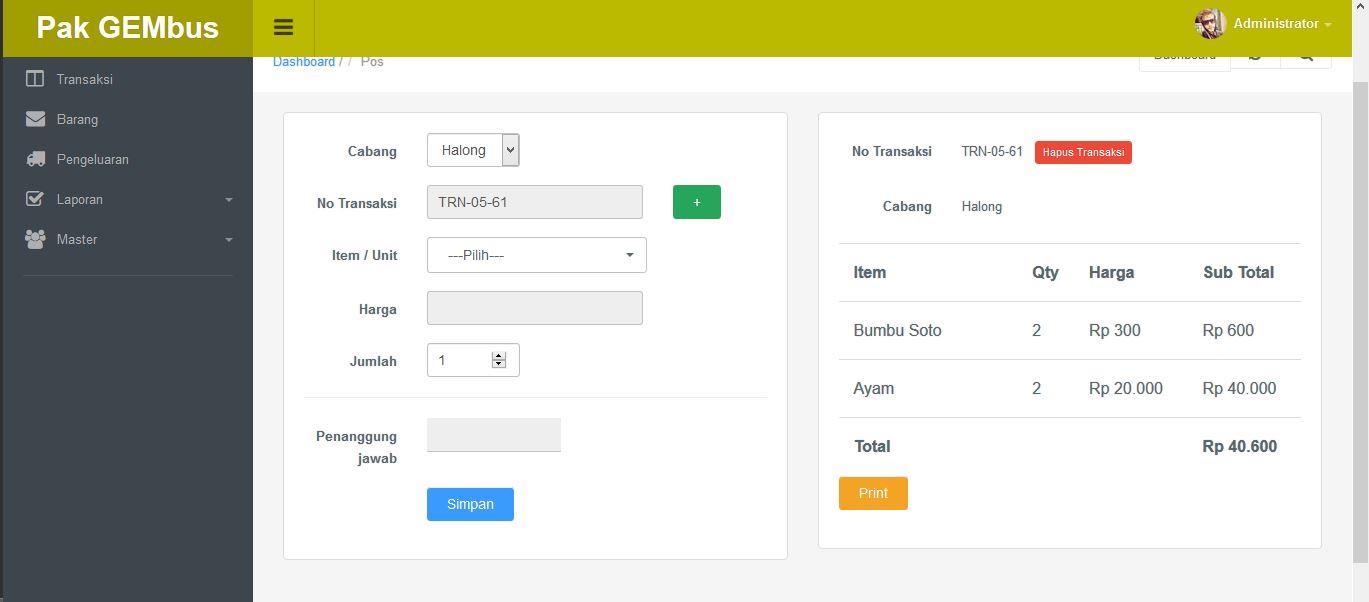 Pak GEMbus
Administrator
Transaksi
Barang
Pengeluaran
Laporan
Master
Dashboard / / Pos
Dashboard
Cabang Halong
No Transaksi TRN-05-61 +
Item / Unit ---Pilih---
Harga
Jumlah 1
Penanggung
jawab
Simpan
No Transaksi TRN-05-61 Hapus Transaksi
Cabang Halong
Item Qty Harga Sub Total
Bumbu Soto 2 Rp 300 Rp 600
Ayam 2 Rp 20.000 Rp 40.000
Total Rp 40.600
Print